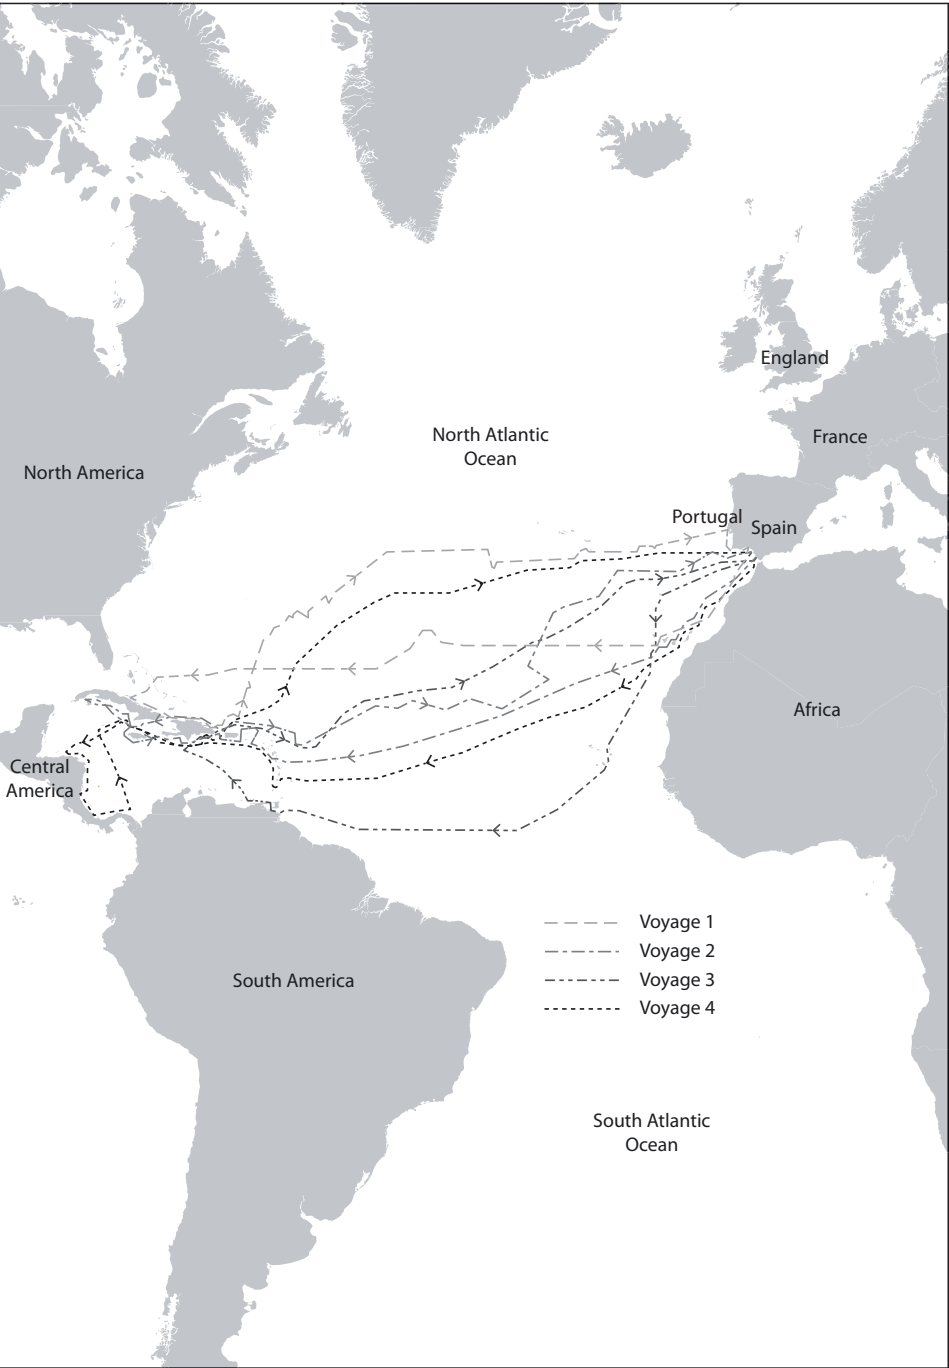 England
France
North Atlantic
Ocean
North America
Portugal
Spain
Africa
Central
America
Voyage 1
Voyage 2
South America
Voyage 3
Voyage 4
South Atlantic
Ocean